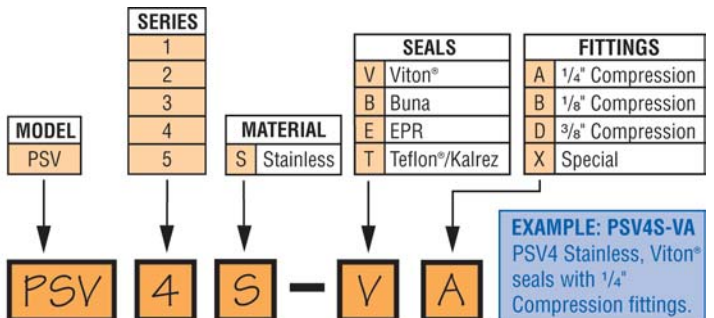 SERIES
1
2
3
4
5
MODEL
PSV
MATERIAL
S Stainless
SEALS
V Viton®
B Buna
E EPR
T Teflon®/Kalrez
FITTINGS
A 1/4" Compression
B 1/8" Compression
D 3/8" Compression
X Special
PSV 4 S – V A
EXAMPLE: PSV4S-VA
PSV4 Stainless, Viton®
seals with 1/4"
Compression fittings.